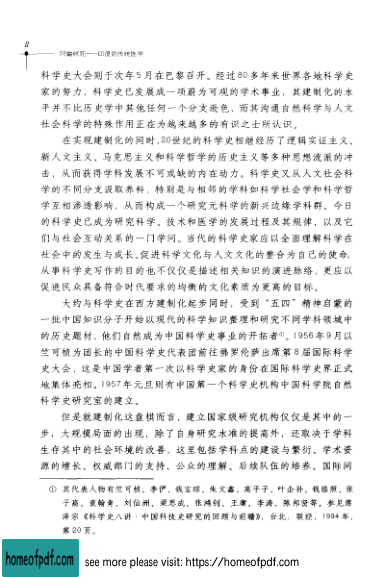 II
阿输吠陀——印度的传统医学
科学史大会则于次年5月在巴黎召开。经过80多年来世界各地科学史
家的努力，科学史已发展成一项蔚为可观的学术事业，其建制化的水
平并不比历史学中其他任何一个分支逊色，而其沟通自然科学与人文
社会科学的特殊作用正在为越来越多的有识之士所认识。
在实现建制化的同时，20世纪的科学史相继经历了逻辑实证主义、
新人文主义、马克思主义和科学哲学的历史主义等多种思想流派的冲
击，从而获得学科发展不可或缺的内在动力。科学史又从人文社会科
学的不同分支汲取养料，特别是与相邻的学科如科学社会学和科学哲
学互相渗透影响，从而构成一个研究元科学的新兴边缘学科群。今日
的科学史已成为研究科学、技术和医学的发展过程及其规律，以及它
们与社会互动关系的一门学问。当代的科学史家应以全面理解科学在
社会中的发生与成长、促进科学文化与人文文化的整合为自己的使命，
从事科学史写作的目的也不仅仅是描述相关知识的演进脉络，更应以
促进民众具备符合时代要求的均衡的文化素质为更高的目标。
大约与科学史在西方建制化起步同时，受到“五四”精神启蒙的
一批中国知识分子开始以现代的科学知识整理和研究不同学科领域中
的历史题材，他们自然成为中国科学史事业的开拓者①。1956年9月以
竺可桢为团长的中国科学史代表团前往佛罗伦萨出席第8届国际科学
史大会，这是中国学者第一次以科学史家的身份在国际科学史界正式
地集体亮相。1957年元旦则有中国第一个科学史机构中国科学院自然
科学史研究室的建立。
但是就建制化这盘棋而言，建立国家级研究机构仅仅是其中的一
步；大规模局面的出现，除了自身研究水准的提高外，还取决于学科
生存其中的社会环境的改善，这里包括学科点的建设与繁衍、学术资
源的增长、权威部门的支持、公众的理解、后续队伍的培养、国际间
① 其代表人物有竺可桢、李俨、钱宝琮、朱文鑫、高平子、叶企孙、钱临照、张
子高、袁翰青、刘仙洲、梁思成、张鸿钊、王庸、李涛、陈邦贤等。参见席
泽宗《科学史八讲·中国科技史研究的回顾与前瞻》，台北：联经，1994年，
第20页。
homeofpdf.com
see more please visit: https://homeofpdf.com